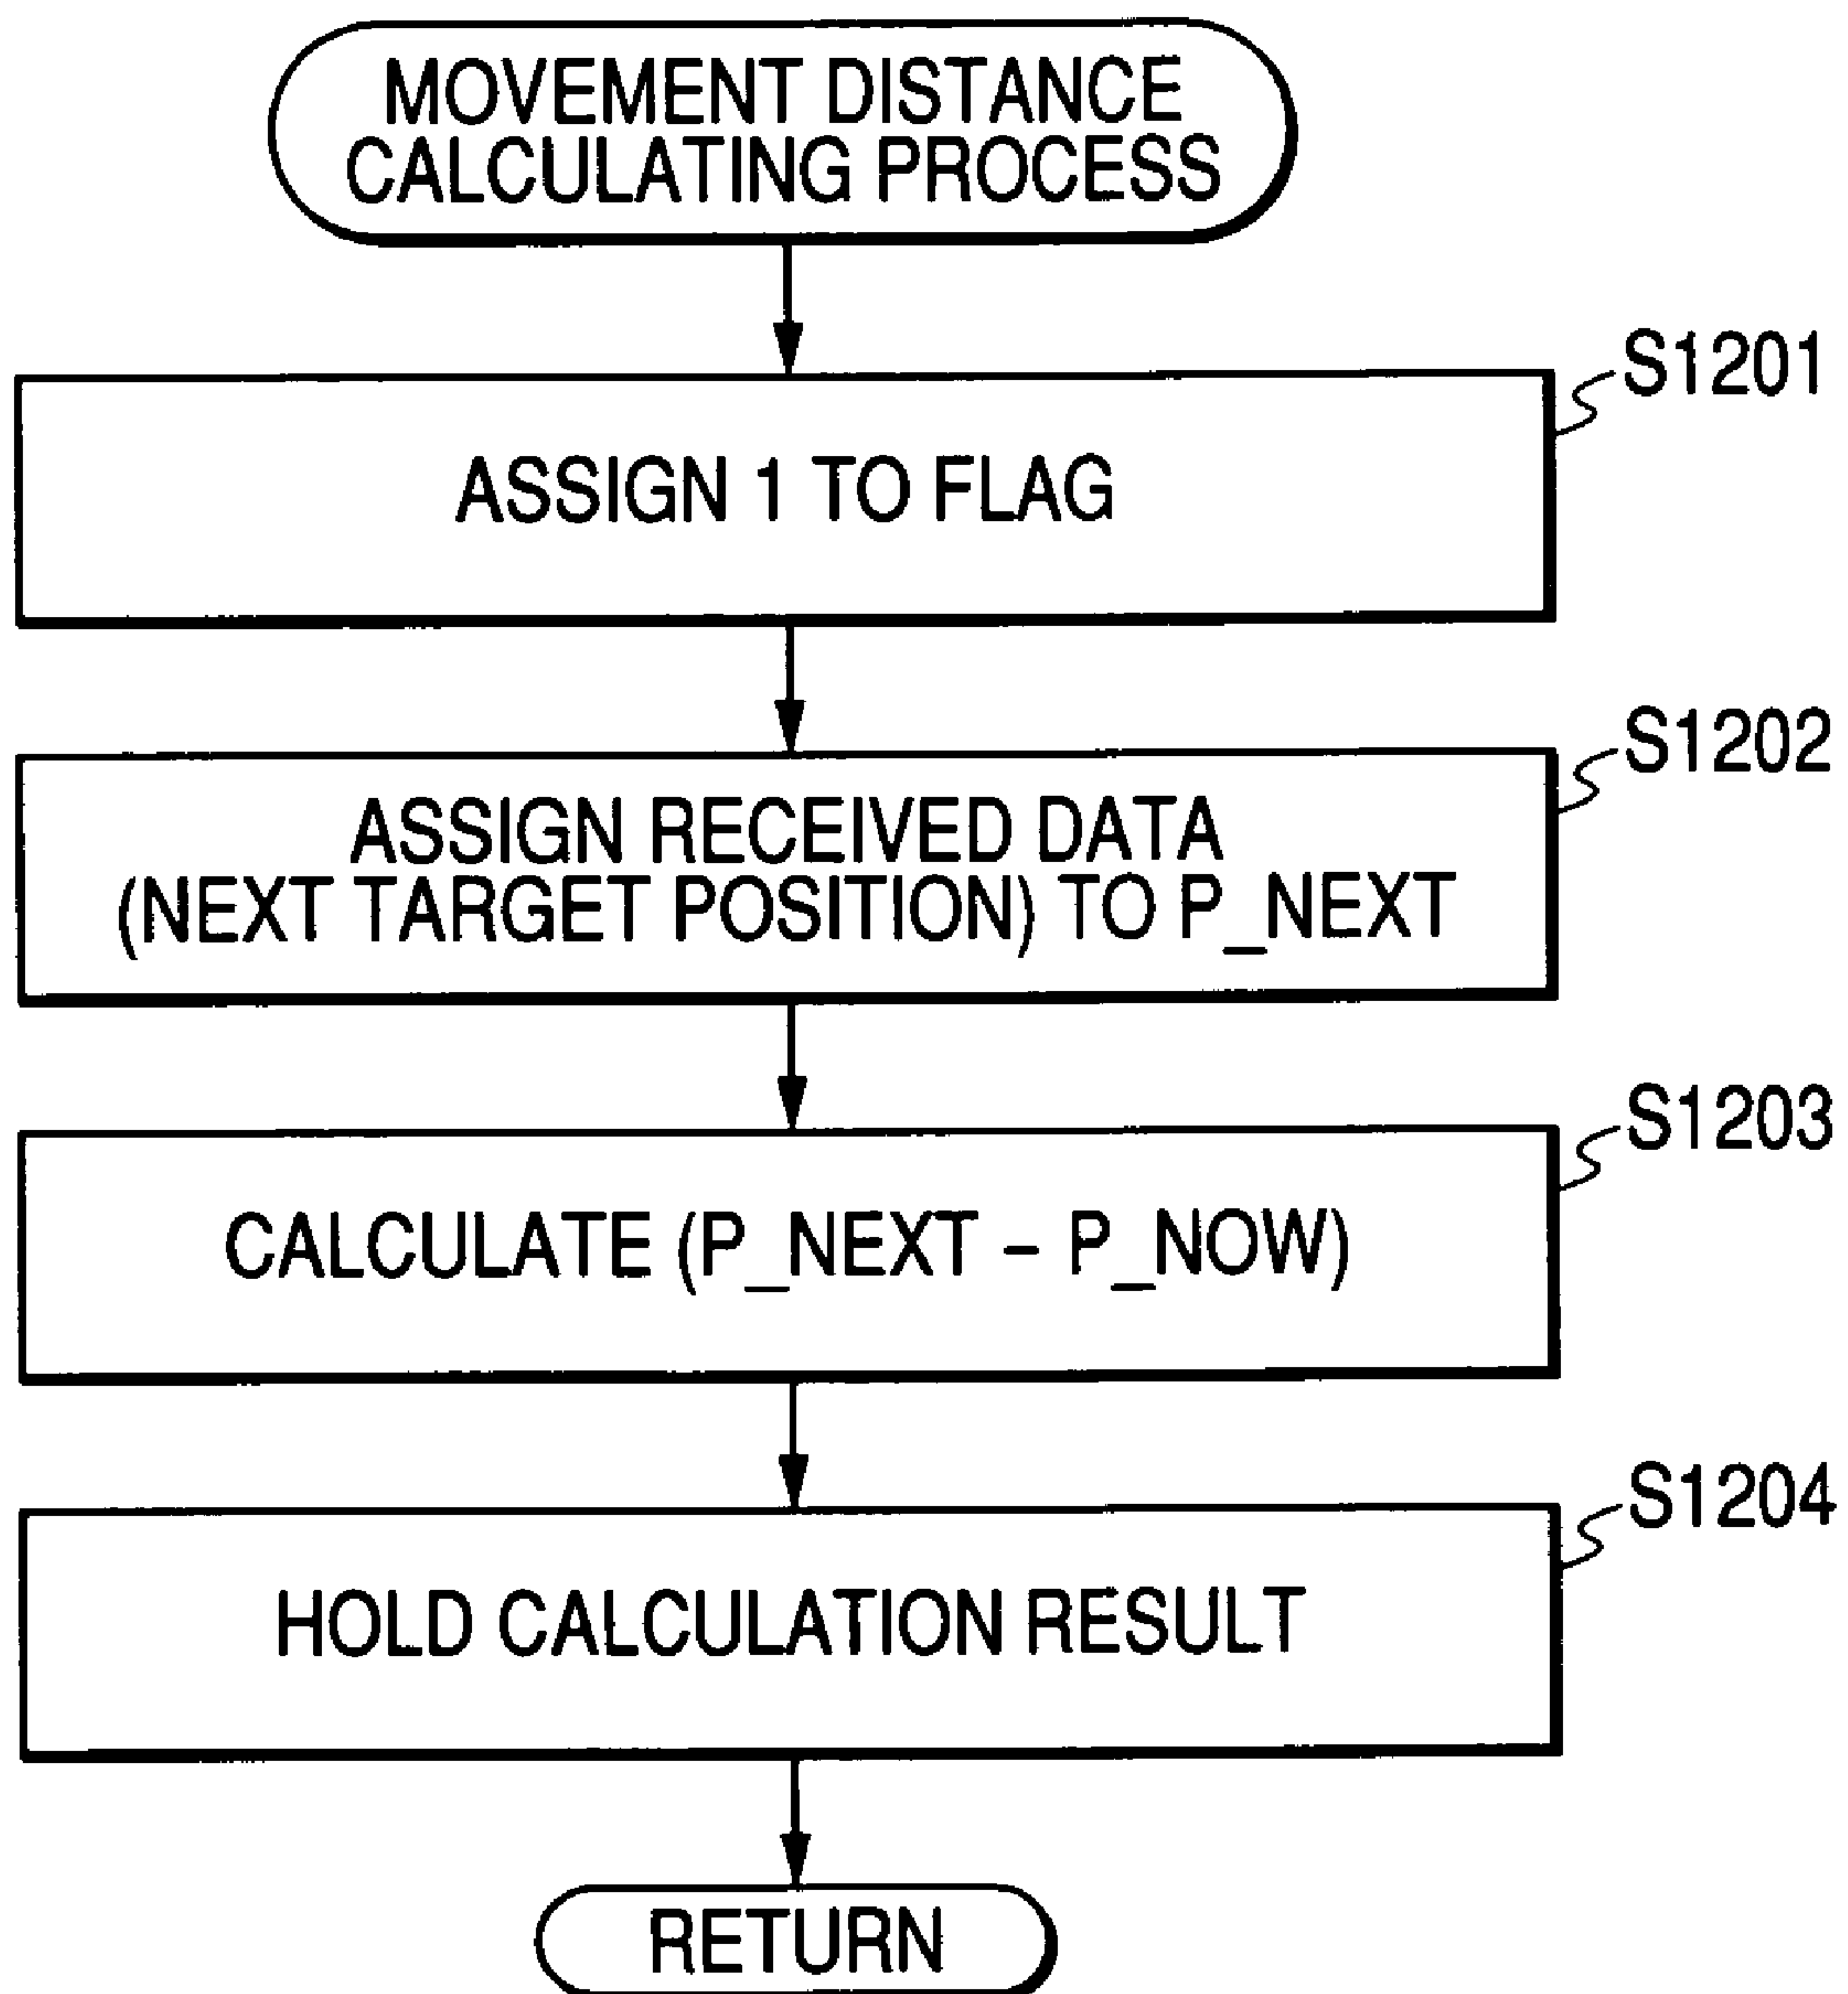 MOVEMENT DISTANCE
CALCULATING PROCESS
S1201
ASSIGN 1 TO FLAG
S1202
ASSIGN RECEIVED DATA
(NEXT TARGET POSITION) TO P_NEXT
S1203
CALCULATE (P_NEXT – P_NOW)
S1204
HOLD CALCULATION RESULT
RETURN